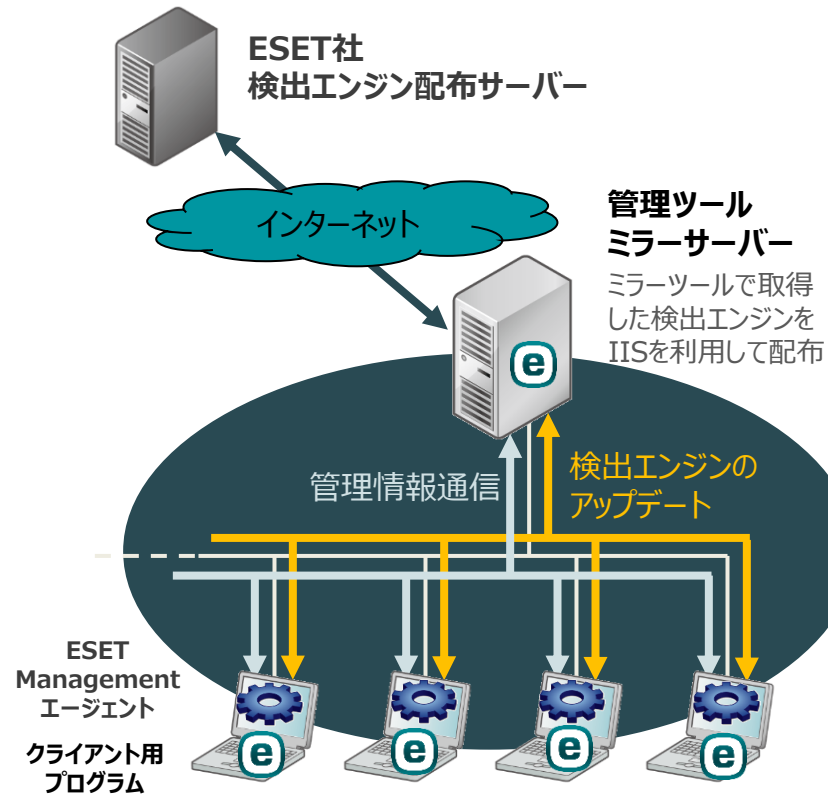 ESET社
検出エンジン配布サーバー
インターネット
管理ツール
ミラーサーバー
ミラーツールで取得
した検出エンジンを
IISを利用して配布
e
管理情報通信
検出エンジンの
アップデート
ESET
Management
エージェント
クライアント用
プログラム
e
e
e
e